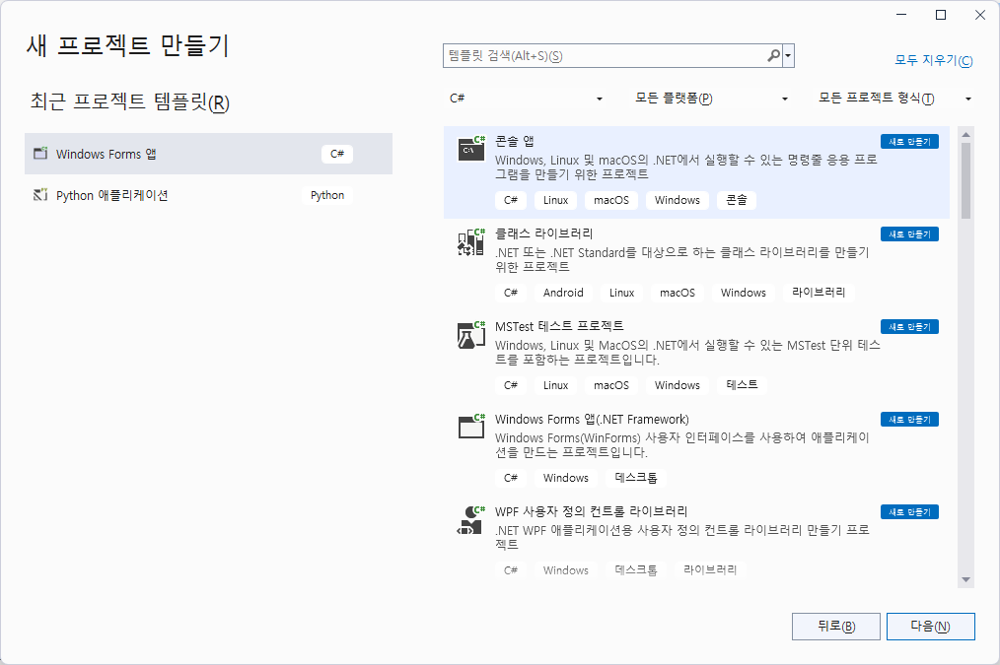 새 프로젝트 만들기
템플릿 검색(Alt+S)(S)
모두 지우기(C)
최근 프로젝트 템플릿(R)
C#
모든 플랫폼(P)
모든 프로젝트 형식(T)
Windows Forms 앱
C#
Python 애플리케이션
Python
C#
C:\
콘솔 앱
새로 만들기
Windows, Linux 및 macOS의 .NET에서 실행할 수 있는 명령줄 응용 프로
그램을 만들기 위한 프로젝트
C# Linux macOS Windows 콘솔
C#
클래스 라이브러리
새로 만들기
.NET 또는 .NET Standard를 대상으로 하는 클래스 라이브러리를 만들기
위한 프로젝트
C# Android Linux macOS Windows 라이브러리
C#
MSTest 테스트 프로젝트
새로 만들기
Windows, Linux 및 MacOS의 .NET에서 실행할 수 있는 MSTest 단위 테스
트를 포함하는 프로젝트입니다.
C# Linux macOS Windows 테스트
C#
Windows Forms 앱(.NET Framework)
새로 만들기
Windows Forms(WinForms) 사용자 인터페이스를 사용하여 애플리케이
션을 만드는 프로젝트입니다.
C# Windows 데스크톱
C#
WPF 사용자 정의 컨트롤 라이브러리
새로 만들기
.NET WPF 애플리케이션용 사용자 정의 컨트롤 라이브러리 만들기 프로
젝트
C# Windows 데스크톱 라이브러리
뒤로(B)
다음(N)